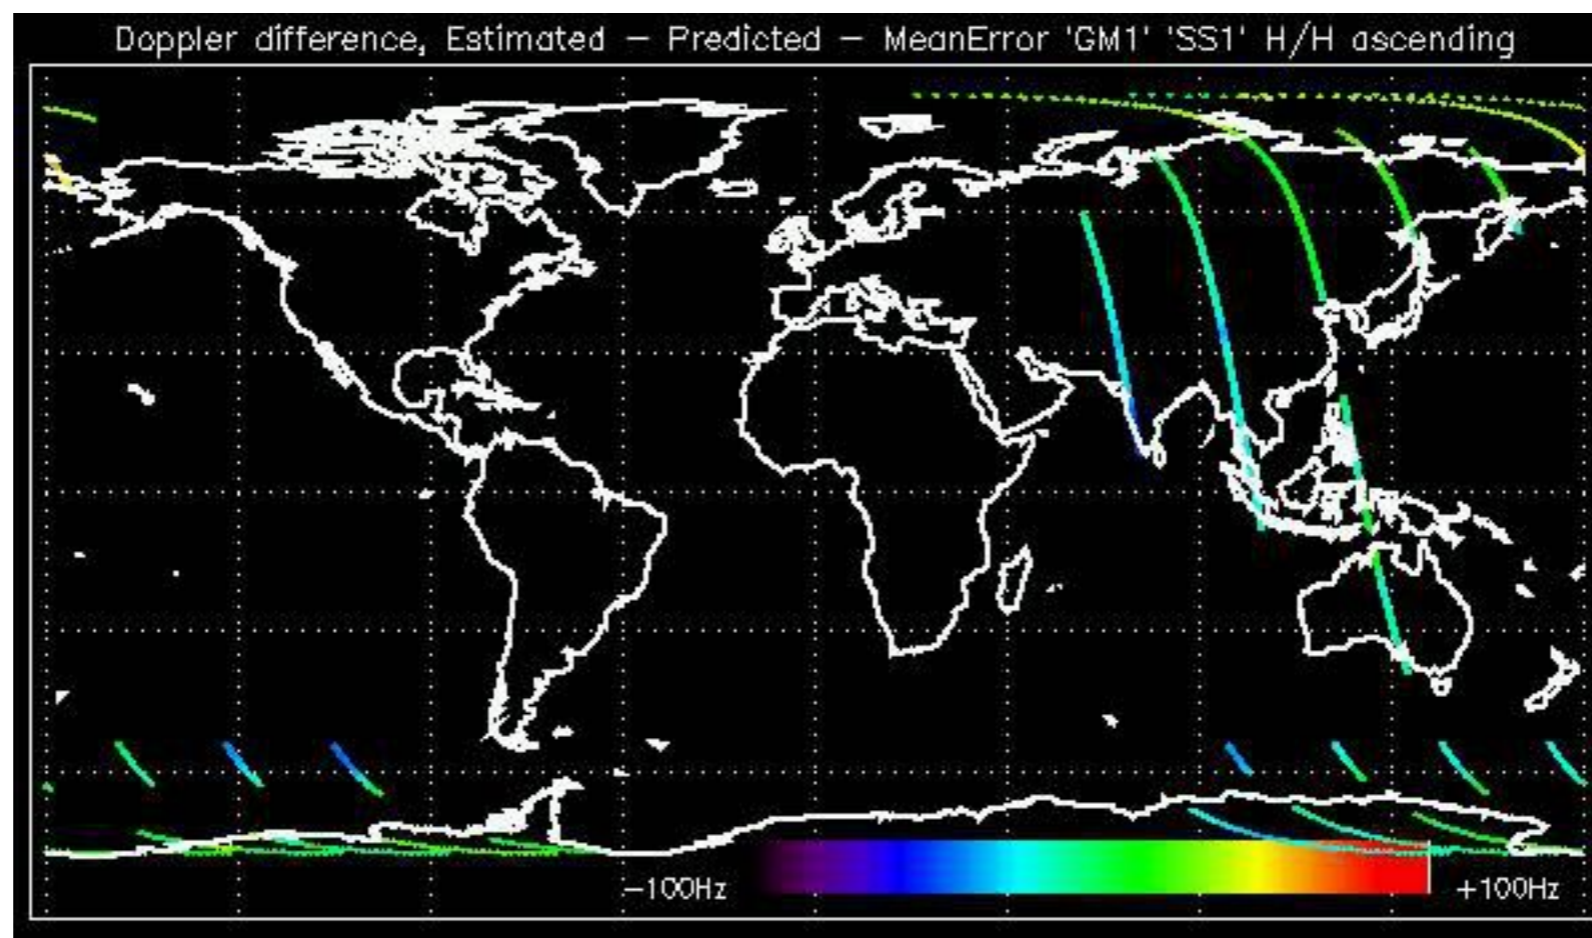 Doppler difference, Estimated – Predicted – MeanError 'GM1' 'SS1' H/H ascending
–100Hz
+100Hz